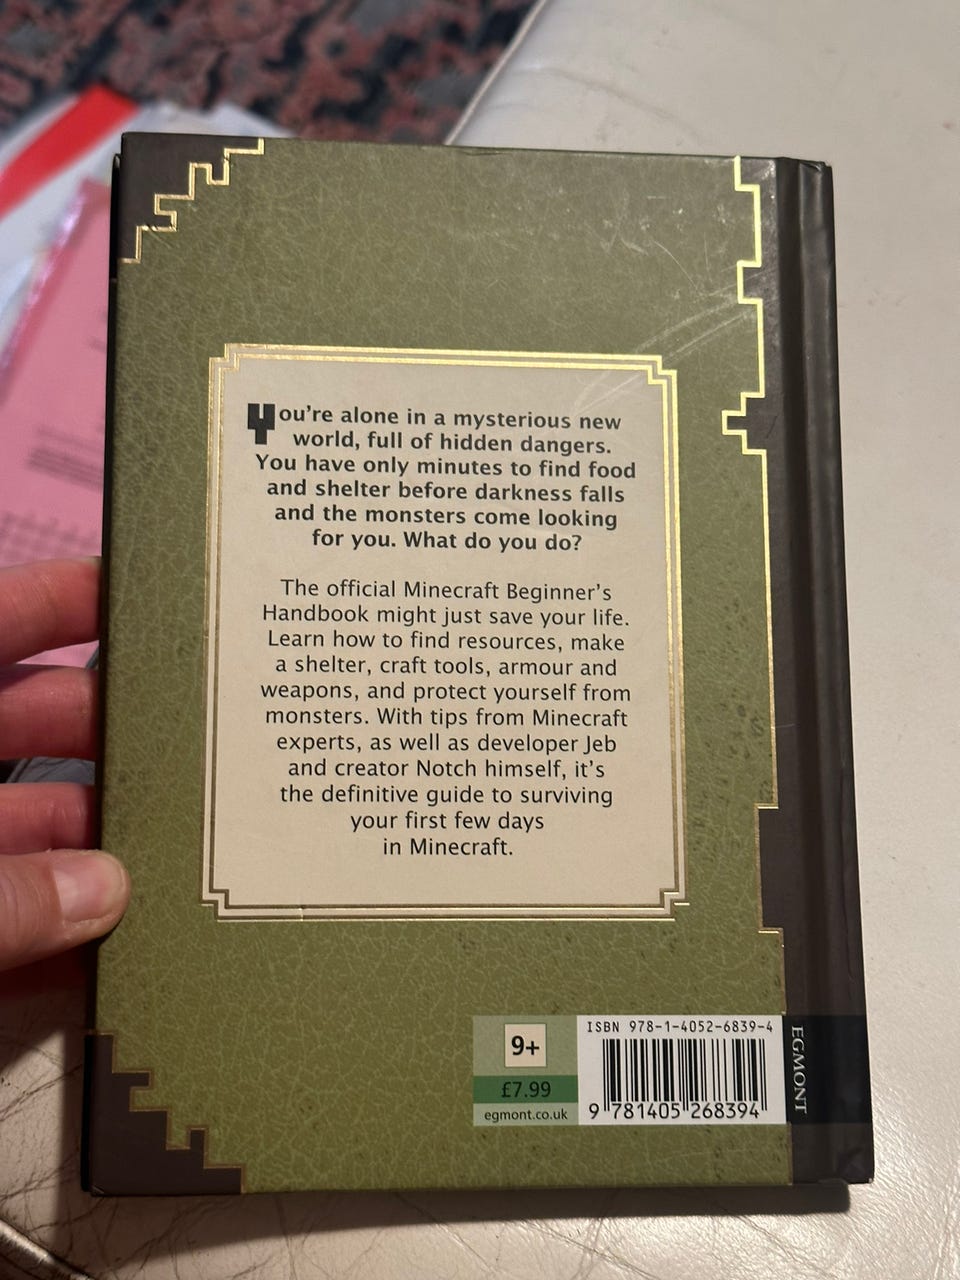 You're alone in a mysterious new
world, full of hidden dangers.
You have only minutes to find food
and shelter before darkness falls
and the monsters come looking
for you. What do you do?
The official Minecraft Beginner's
Handbook might just save your life.
Learn how to find resources, make
a shelter, craft tools, armour and
weapons, and protect yourself from
monsters. With tips from Minecraft
experts, as well as developer Jeb
and creator Notch himself, it's
the definitive guide to surviving
your first few days
in Minecraft.
9+
£7.99
egmont.co.uk
ISBN 978-1-4052-6839-4
9 781405 268394
EGMONT